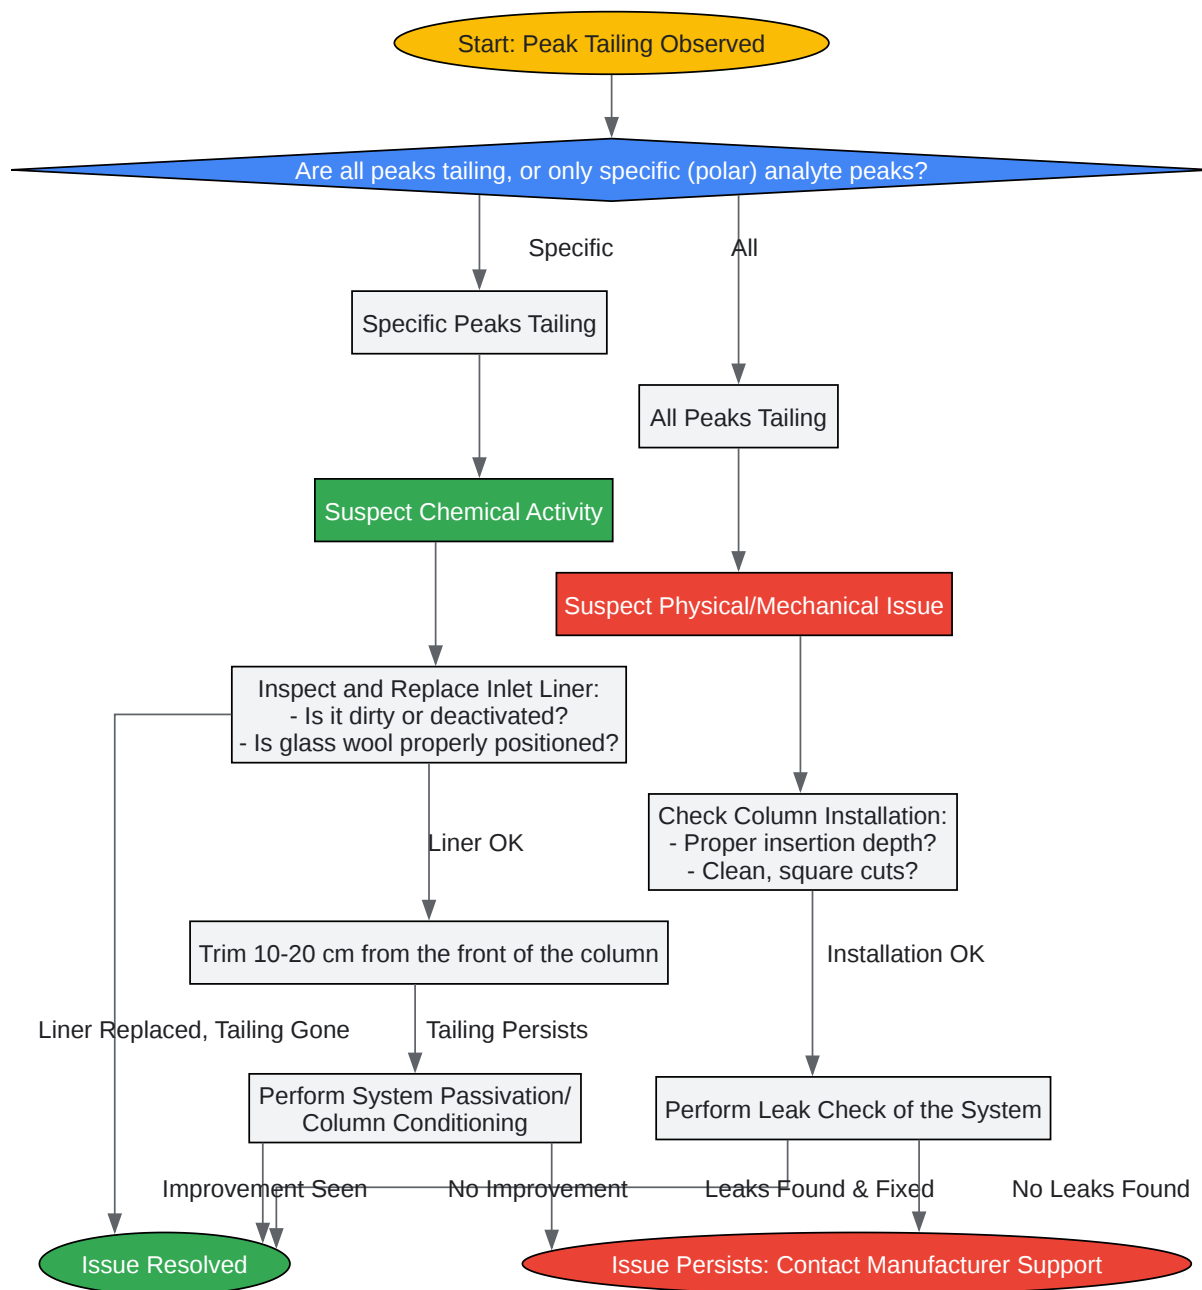 Start: Peak Tailing Observed
Are all peaks tailing, or only specific (polar) analyte peaks?
Specific
All
Specific Peaks Tailing
All Peaks Tailing
Suspect Chemical Activity
Suspect Physical/Mechanical Issue
Inspect and Replace Inlet Liner:
- Is it dirty or deactivated?
- Is glass wool properly positioned?
Check Column Installation:
- Proper insertion depth?
- Clean, square cuts?
Liner OK
Trim 10-20 cm from the front of the column
Installation OK
Liner Replaced, Tailing Gone
Tailing Persists
Perform System Passivation/
Column Conditioning
Perform Leak Check of the System
Improvement Seen
No Improvement
Leaks Found & Fixed
No Leaks Found
Issue Resolved
Issue Persists: Contact Manufacturer Support